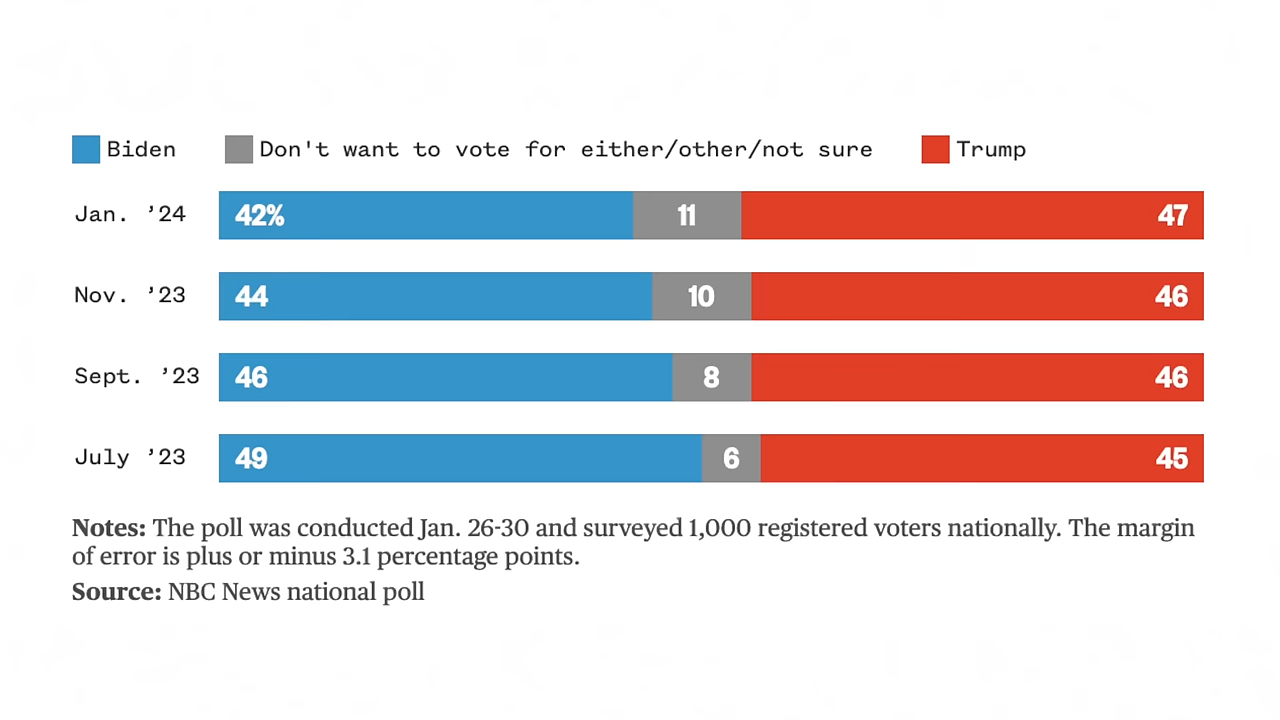 Biden Don't want to vote for either/other/not sure Trump
Jan. ’24 42% 11 47
Nov. ’23 44 10 46
Sept. ’23 46 8 46
July ’23 49 6 45
Notes: The poll was conducted Jan. 26-30 and surveyed 1,000 registered voters nationally. The margin
of error is plus or minus 3.1 percentage points.
Source: NBC News national poll